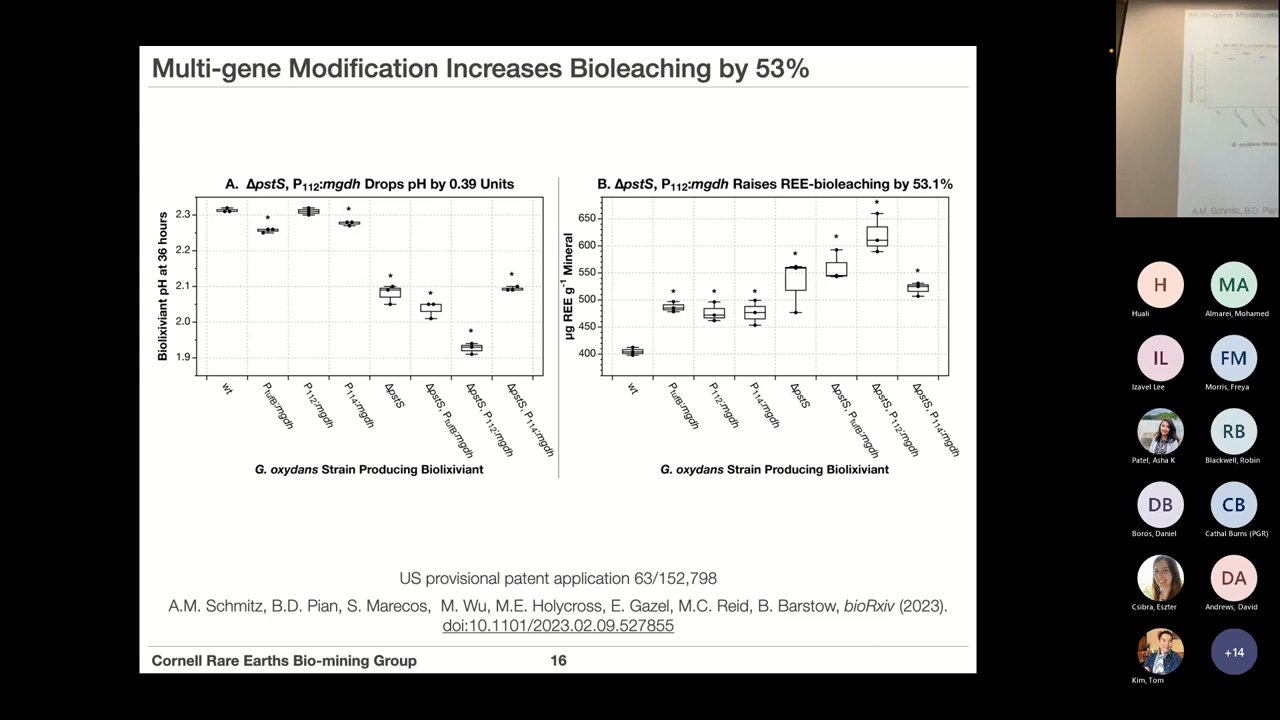 Multi-gene Modification Increases Bioleaching by 53%
A. ΔpstS, P112:mgdh Drops pH by 0.39 Units
Biolixiviant pH at 36 hours
2.3
2.2
2.1
2.0
1.9
*
*
*
*
*
*
wt
PtufB:mgdh
P112:mgdh
P114:mgdh
ΔpstS
ΔpstS, PtufB:mgdh
ΔpstS, P112:mgdh
ΔpstS, P114:mgdh
G. oxydans Strain Producing Biolixiviant
B. ΔpstS, P112:mgdh Raises REE-bioleaching by 53.1%
μg REE g-1 Mineral
650
600
550
500
450
400
*
*
*
*
*
*
*
wt
PtufB:mgdh
P112:mgdh
P114:mgdh
ΔpstS
ΔpstS, PtufB:mgdh
ΔpstS, P112:mgdh
ΔpstS, P114:mgdh
G. oxydans Strain Producing Biolixiviant
US provisional patent application 63/152,798
A.M. Schmitz, B.D. Pian, S. Marecos, M. Wu, M.E. Holycross, E. Gazel, M.C. Reid, B. Barstow, bioRxiv (2023).
doi:10.1101/2023.02.09.527855
Cornell Rare Earths Bio-mining Group
16
Multi-gene Modificati
G. oxydans Strain
A.M. Schmitz, B.D. Pian
H
MA
Huali
Almarei, Mohamed
IL
FM
Izavel Lee
Morris, Freya
RB
Patel, Asha K
Blackwell, Robin
DB
CB
Boros, Daniel
Cathal Burns (PGR)
DA
Csibra, Eszter
Andrews, David
+14
Kim, Tom